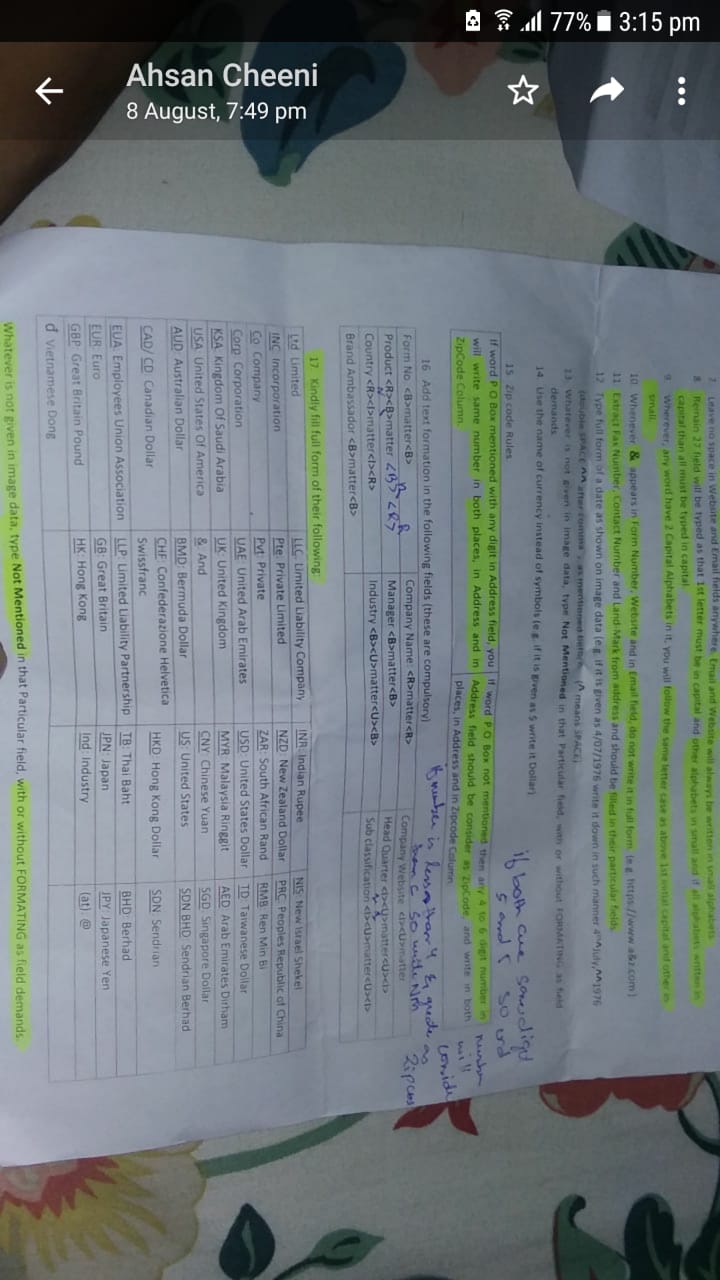 3:15 pm
77%
Ahsan Cheeni
8 August, 7:49 pm
7. Leave no space in Website and Email fields anywhere. Email and Website will always be written in small alphabets.
8. Remain 27 field will be typed as that 1st letter must be in capital and other alphabets in small and if all alphabets written in
capital than all must be typed in capital.
9. Wherever, any word have 2 Capital Alphabets in it, you will follow the same letter case as above 1st initial capital and other in
small.
10. Whenever & appears in Form Number, Website and in Email field, do not write it in full form. (e.g. https://www.a&z.com)
11. Extract Fax Number, Contact Number and Land-Mark from address and should be filled in their particular fields.
12. Type full form of a date as shown on image data (e.g. if it is given as 4/07/1976 write it down in such manner 4th^July,^^1976
(double SPACE ^^ after comma , as mentioned before. (^ means SPACE)
13. Whatever is not given in image data, type Not Mentioned in that Particular field, with or without FORMATING as field
demands.
14. Use the name of currency instead of symbols (e.g. if it is given as $ write it Dollar)
if both are same digit
5 and 5 so
15. Zip code Rules
If word P.O Box mentioned with any digit in Address field, you
will write same number in both places, in Address and in
ZipCode Column.
If word P.O Box not mentioned then any 4 to 6 digit number in
Address field should be consider as ZipCode, and write in both
places, in Address and in Zipcode Column.
number
will
conside
as
Zipcode
if number is less than 4 & greate
than 6 so write NM
16. Add text formation in the following fields (these are compulsory)
Form No. <B>matter<B> Company Name: <R>matter<R> Company Website <I><U>matter
Product <R><B>matter <B> <R> Manager <B>matter<B> Head Quarter <I><U>matter<U><I>
B R
Country <R><I>matter<I><R> Industry <B><U>matter<U><B> Sub classification <I><U>matter<U><I>
Brand Ambassador <B>matter<B>
17. Kindly fill full form of their following:
Ltd Limited LLC. Limited Liability Company INR. Indian Rupee NIS: New Israel Shekel
INC Incorporation Pte: Private Limited NZD: New Zealand Dollar PRC: Peoples Republic of China
Co Company Pvt: Private ZAR: South African Rand RMB: Ren Min Bi
Corp: Corporation UAE: United Arab Emirates USD: United States Dollar TD: Taiwanese Dollar
KSA: Kingdom Of Saudi Arabia UK: United Kingdom MYR: Malaysia Ringgit AED: Arab Emirates Dirham
USA: United States Of America &: And CNY: Chinese Yuan SGD: Singapore Dollar
AUD: Australian Dollar BMD: Bermuda Dollar US: United States SDN BHD: Sendrian Berhad
CAD/ CD: Canadian Dollar CHF: Confederazione Helvetica HKD: Hong Kong Dollar SDN: Sendrian
Swissfranc
EUA: Employees Union Association LLP: Limited Liability Partnership TB: Thai Baht BHD: Berhad
EUR: Euro GB: Great Britain JPN: Japan JPY: Japanese Yen
GBP: Great Britain Pound HK: Hong Kong Ind: Industry (at): @
đ Vietnamese Dong
Whatever is not given in image data, type Not Mentioned in that Particular field, with or without FORMATING as field demands.